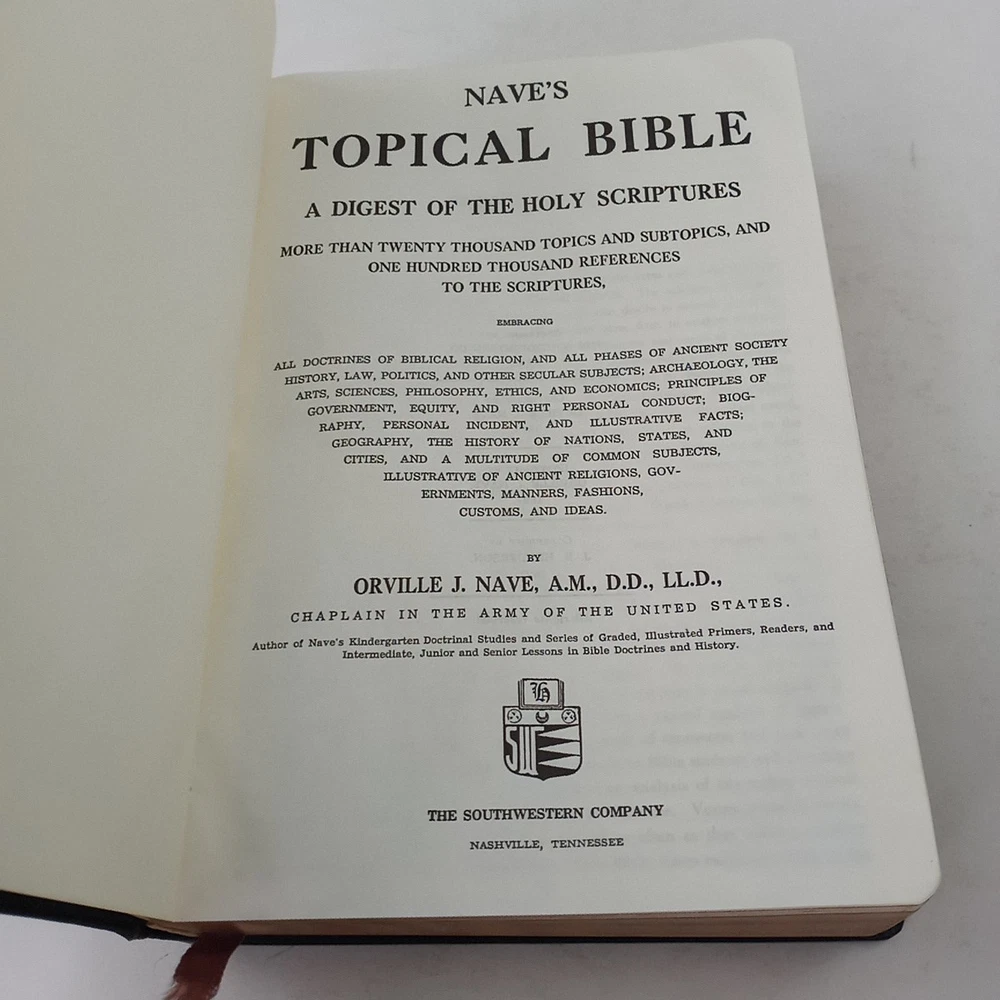 NAVE'S
TOPICAL BIBLE
A DIGEST OF THE HOLY SCRIPTURES
MORE THAN TWENTY THOUSAND TOPICS AND SUBTOPICS, AND
ONE HUNDRED THOUSAND REFERENCES
TO THE SCRIPTURES,
EMBRACING
ALL DOCTRINES OF BIBLICAL RELIGION, AND ALL PHASES OF ANCIENT SOCIETY
HISTORY, LAW, POLITICS, AND OTHER SECULAR SUBJECTS; ARCHAEOLOGY, THE
ARTS, SCIENCES, PHILOSOPHY, ETHICS, AND ECONOMICS; PRINCIPLES OF
GOVERNMENT, EQUITY, AND RIGHT PERSONAL CONDUCT; BIOG-
RAPHY, PERSONAL INCIDENT, AND ILLUSTRATIVE FACTS;
GEOGRAPHY, THE HISTORY OF NATIONS, STATES, AND
CITIES, AND A MULTITUDE OF COMMON SUBJECTS,
ILLUSTRATIVE OF ANCIENT RELIGIONS, GOV-
ERNMENTS, MANNERS, FASHIONS,
CUSTOMS, AND IDEAS.
BY
ORVILLE J. NAVE, A.M., D.D., LL.D.,
CHAPLAIN IN THE ARMY OF THE UNITED STATES.
Author of Nave's Kindergarten Doctrinal Studies and Series of Graded, Illustrated Primers, Readers, and
Intermediate, Junior and Senior Lessons in Bible Doctrines and History.
THE SOUTHWESTERN COMPANY
NASHVILLE, TENNESSEE